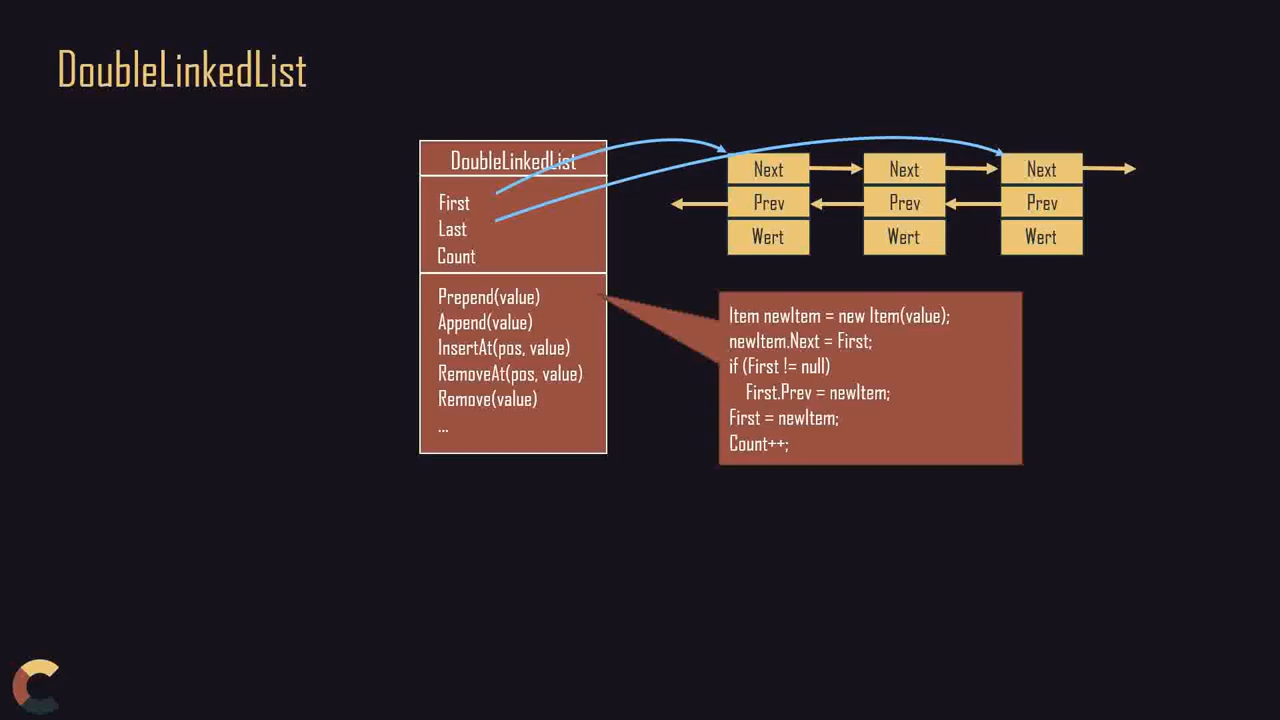 DoubleLinkedList
DoubleLinkedList
First
Last
Count
Prepend(value)
Append(value)
InsertAt(pos, value)
RemoveAt(pos, value)
Remove(value)
...
Next Next Next
Prev Prev Prev
Wert Wert Wert
Item newItem = new Item(value);
newItem.Next = First;
if (First != null)
First.Prev = newItem;
First = newItem;
Count++;